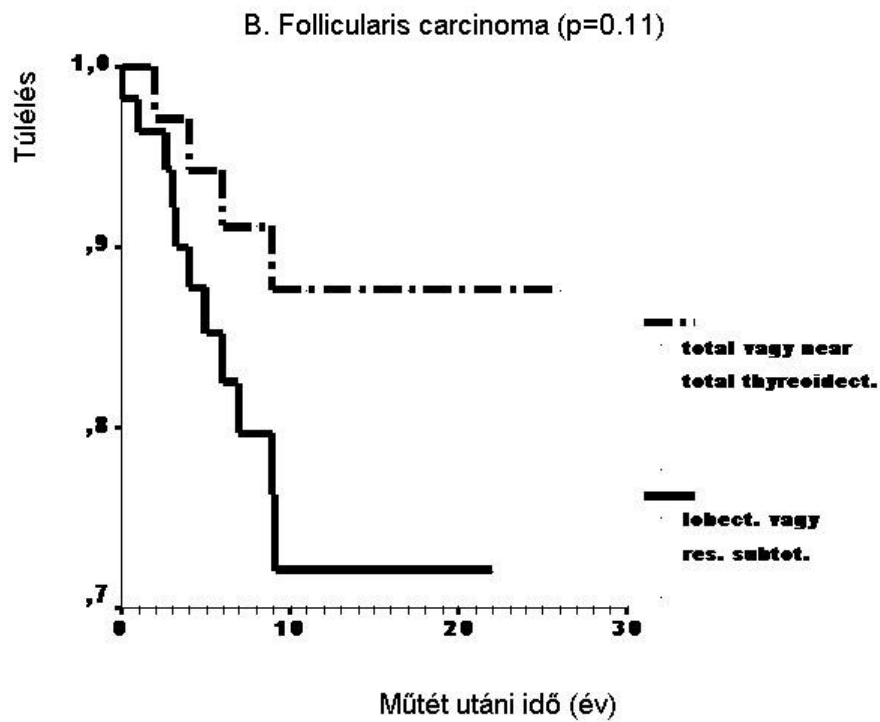 B. Follicularis carcinoma (p=0.11)
Túlélés
1,0
,9
,8
,7
0 10 20 30
total vagy near
total thyreoidect.
lobect. vagy
res. subtot.
Műtét utáni idő (év)